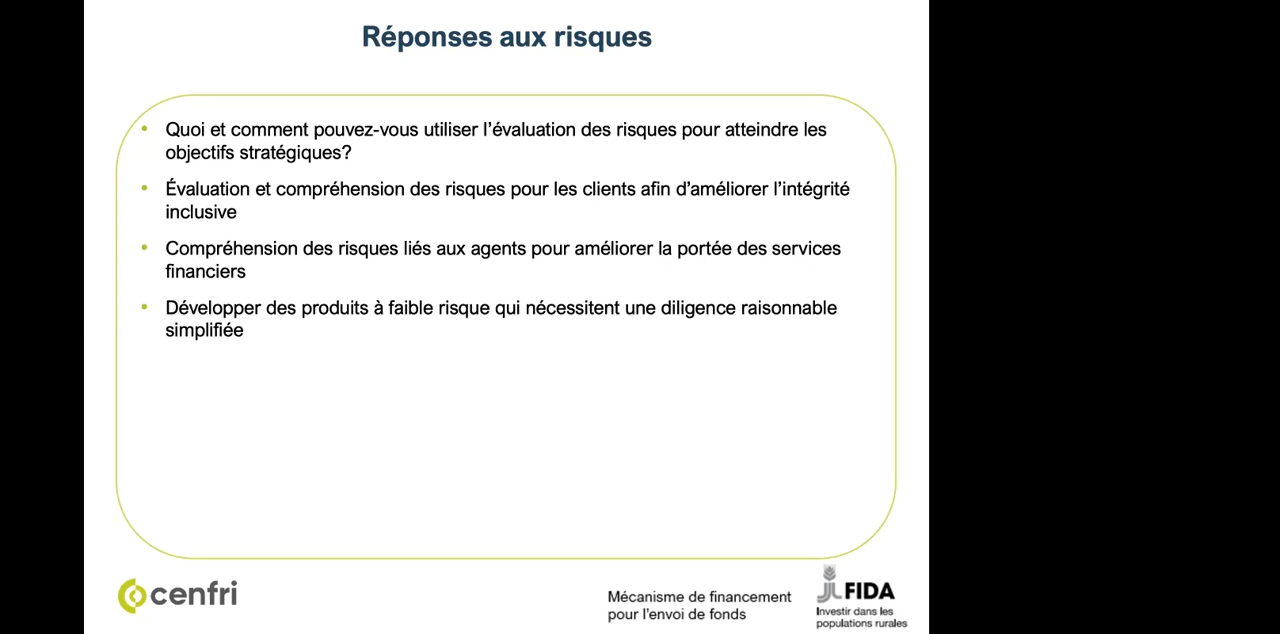 Réponses aux risques
• Quoi et comment pouvez-vous utiliser l’évaluation des risques pour atteindre les
objectifs stratégiques?
• Évaluation et compréhension des risques pour les clients afin d’améliorer l’intégrité
inclusive
• Compréhension des risques liés aux agents pour améliorer la portée des services
financiers
• Développer des produits à faible risque qui nécessitent une diligence raisonnable
simplifiée
cenfri
Mécanisme de financement
pour l'envoi de fonds
FIDA
Investir dans les
populations rurales